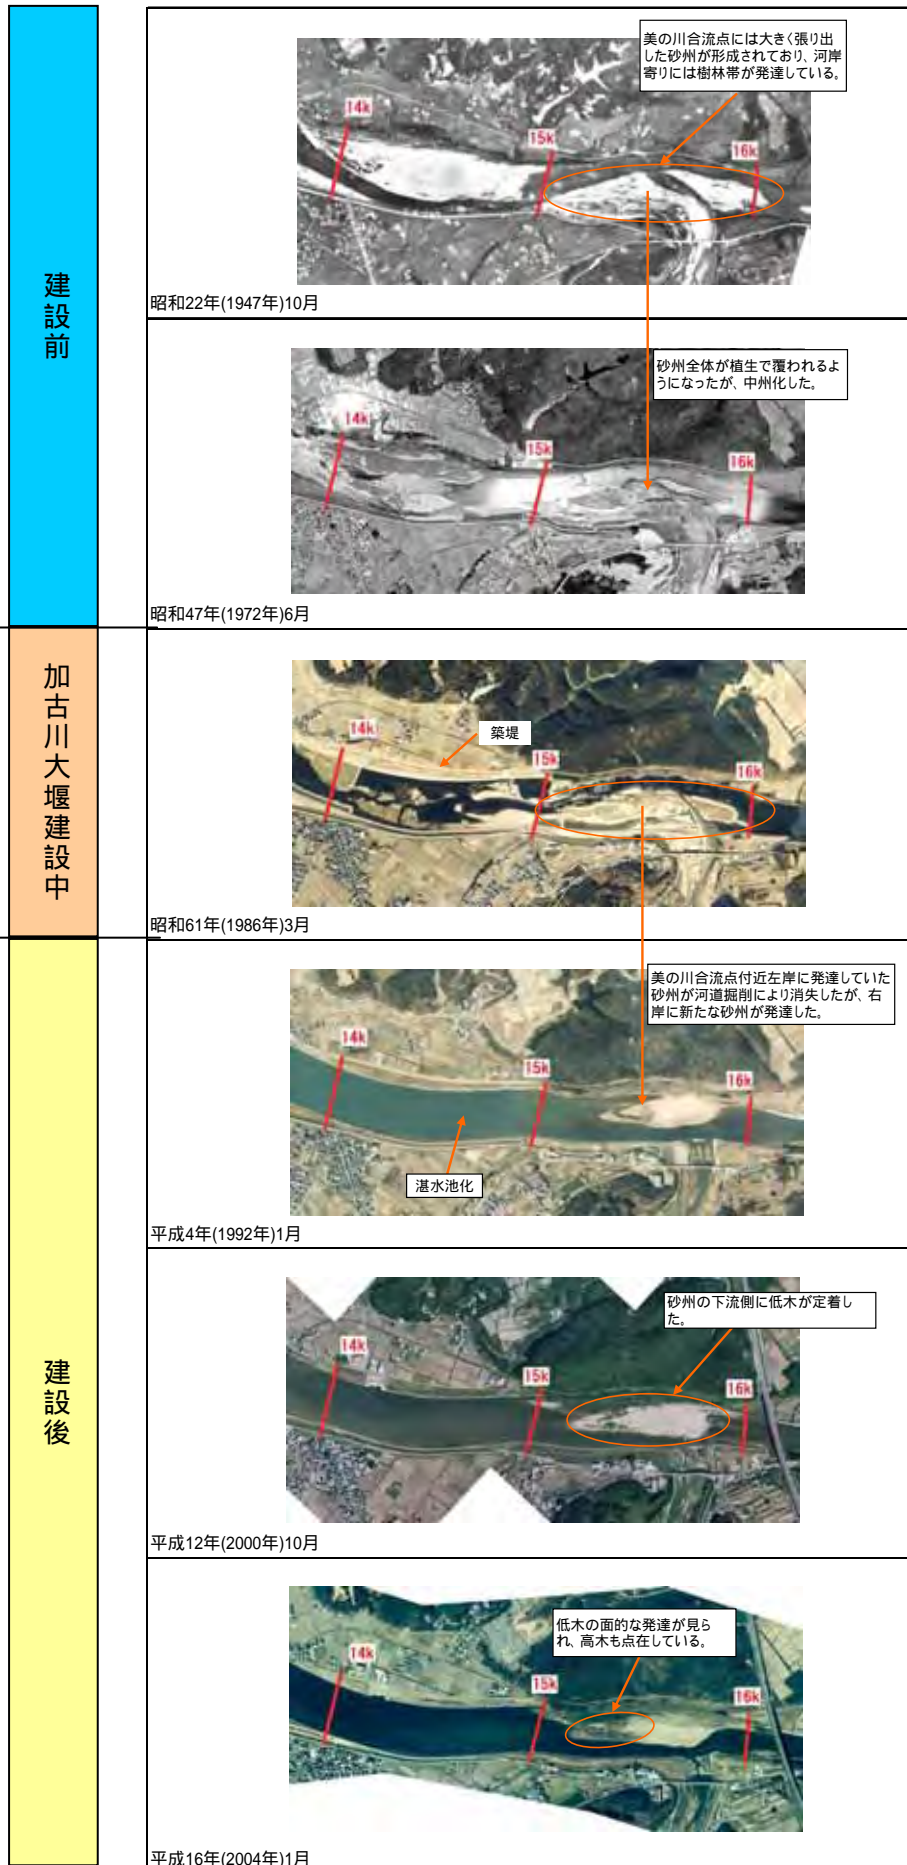 建設前
美の川合流点には大きく張り出
した砂州が形成されており、河岸
寄りには樹林帯が発達している。
14k
15k
16k
昭和22年(1947年)10月
砂州全体が植生で覆われるよ
うになったが、中州化した。
14k
15k
16k
昭和47年(1972年)6月
加古川大堰建設中
築堤
14k
15k
16k
昭和61年(1986年)3月
建設後
美の川合流点付近左岸に発達していた
砂州が河道掘削により消失したが、右
岸に新たな砂州が発達した。
14k
15k
16k
湛水池化
平成4年(1992年)1月
砂州の下流側に低木が定着し
た。
14k
15k
16k
平成12年(2000年)10月
低木の面的な発達が見ら
れ、高木も点在している。
14k
15k
16k
平成16年(2004年)1月